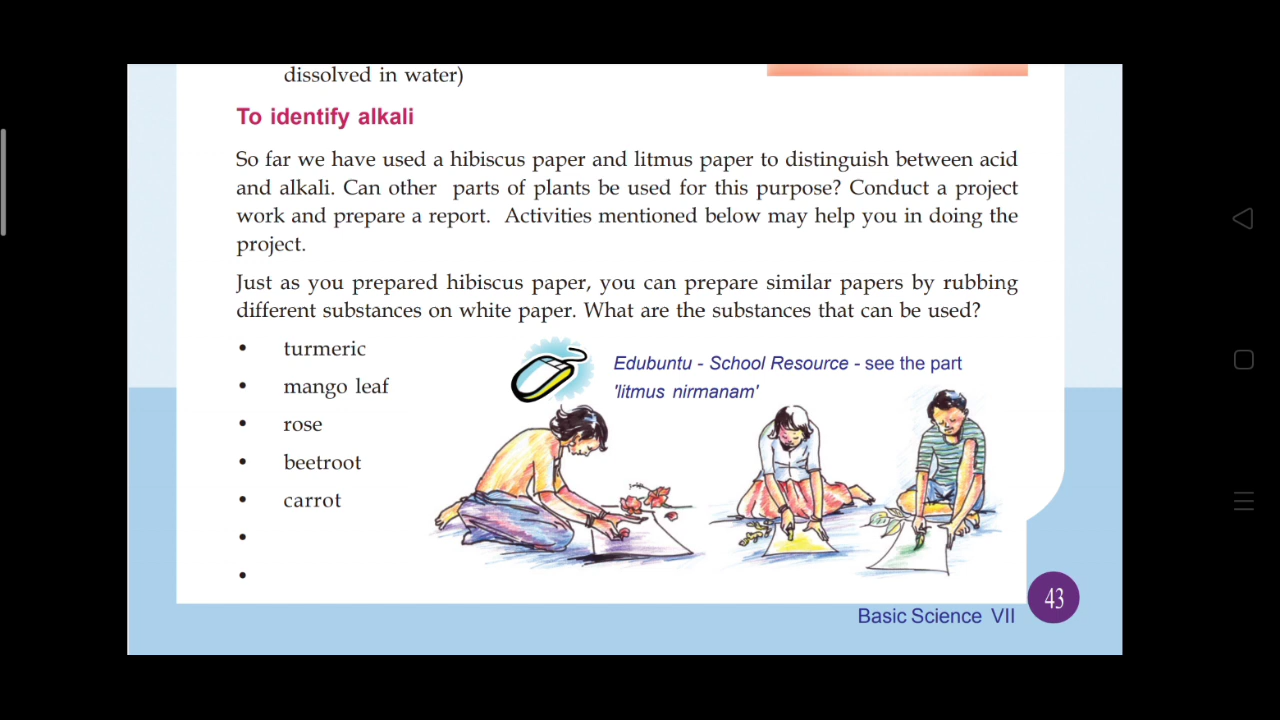 dissolved in water)
To identify alkali
So far we have used a hibiscus paper and litmus paper to distinguish between acid
and alkali. Can other parts of plants be used for this purpose? Conduct a project
work and prepare a report. Activities mentioned below may help you in doing the
project.
Just as you prepared hibiscus paper, you can prepare similar papers by rubbing
different substances on white paper. What are the substances that can be used?
• turmeric
• mango leaf
• rose
• beetroot
• carrot
•
•
Edubuntu - School Resource - see the part
'litmus nirmanam'
43
Basic Science VII